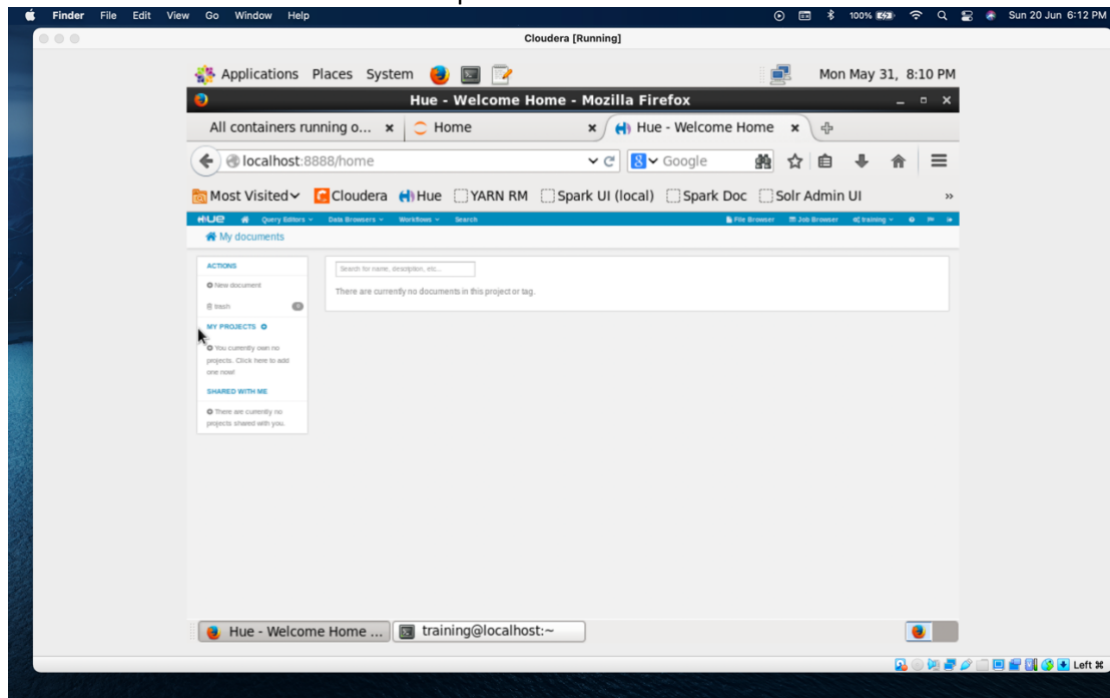 Finder File Edit View Go Window Help 100% Sun 20 Jun 6:12 PM
Cloudera [Running]
Applications Places System Mon May 31, 8:10 PM
Hue - Welcome Home - Mozilla Firefox
All containers running o... Home Hue - Welcome Home
localhost:8888/home Google
Most Visited Cloudera Hue YARN RM Spark UI (local) Spark Doc Solr Admin UI »
HUE Query Editors Data Browsers Workflows Search File Browser Job Browser training
My documents
ACTIONS
Search for name, description, etc...
New document
There are currently no documents in this project or tag.
trash 0
MY PROJECTS
You currently own no
projects. Click here to add
one now!
SHARED WITH ME
There are currently no
projects shared with you.
Hue - Welcome Home ... training@localhost:~
Left ⌘